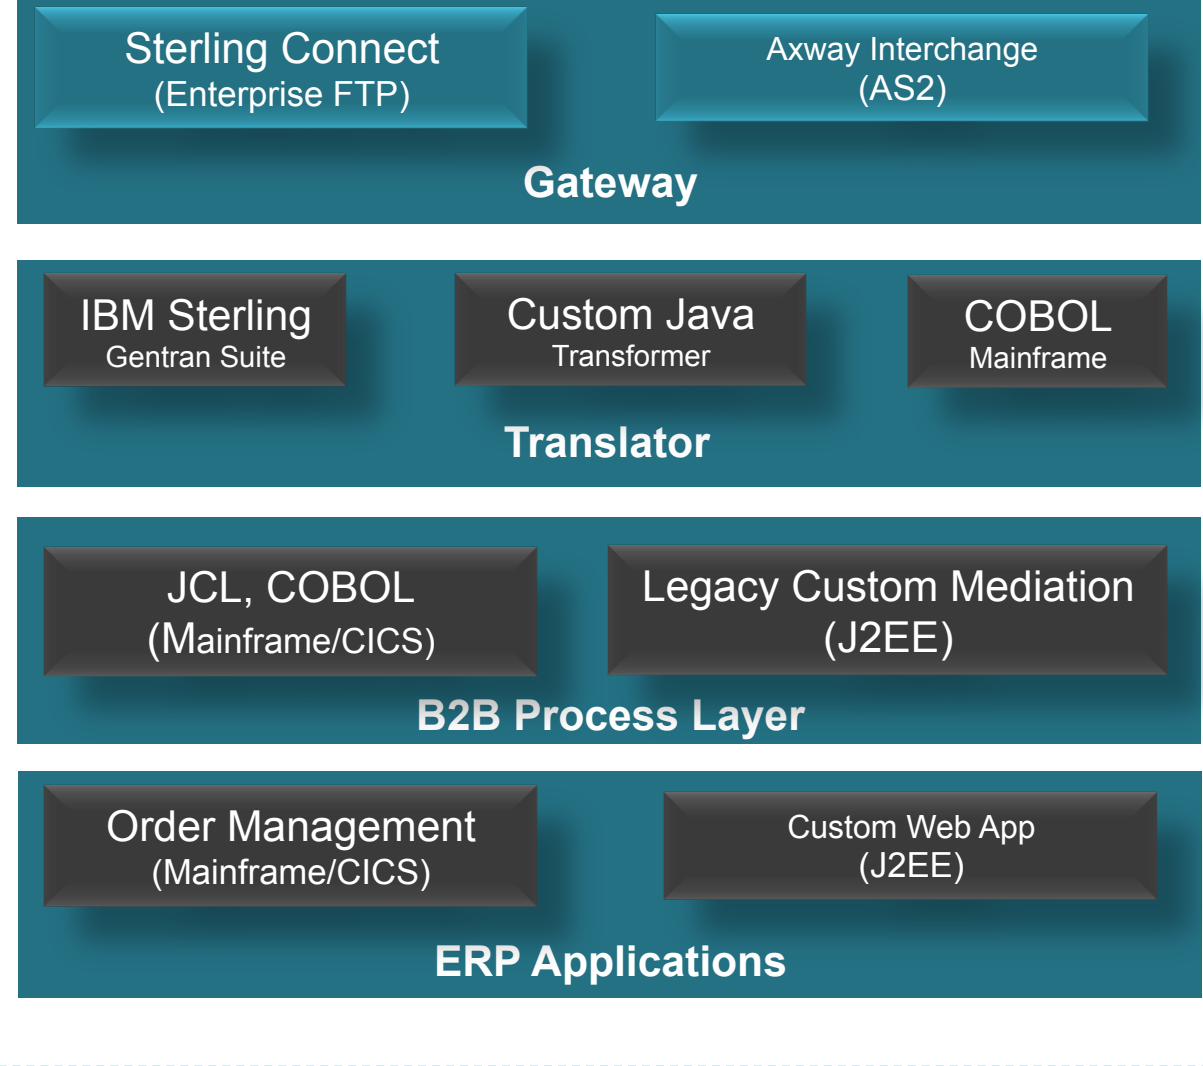 Sterling Connect
(Enterprise FTP)
Axway Interchange
(AS2)
Gateway
IBM Sterling
Gentran Suite
Custom Java
Transformer
COBOL
Mainframe
Translator
JCL, COBOL
(Mainframe/CICS)
Legacy Custom Mediation
(J2EE)
B2B Process Layer
Order Management
(Mainframe/CICS)
Custom Web App
(J2EE)
ERP Applications